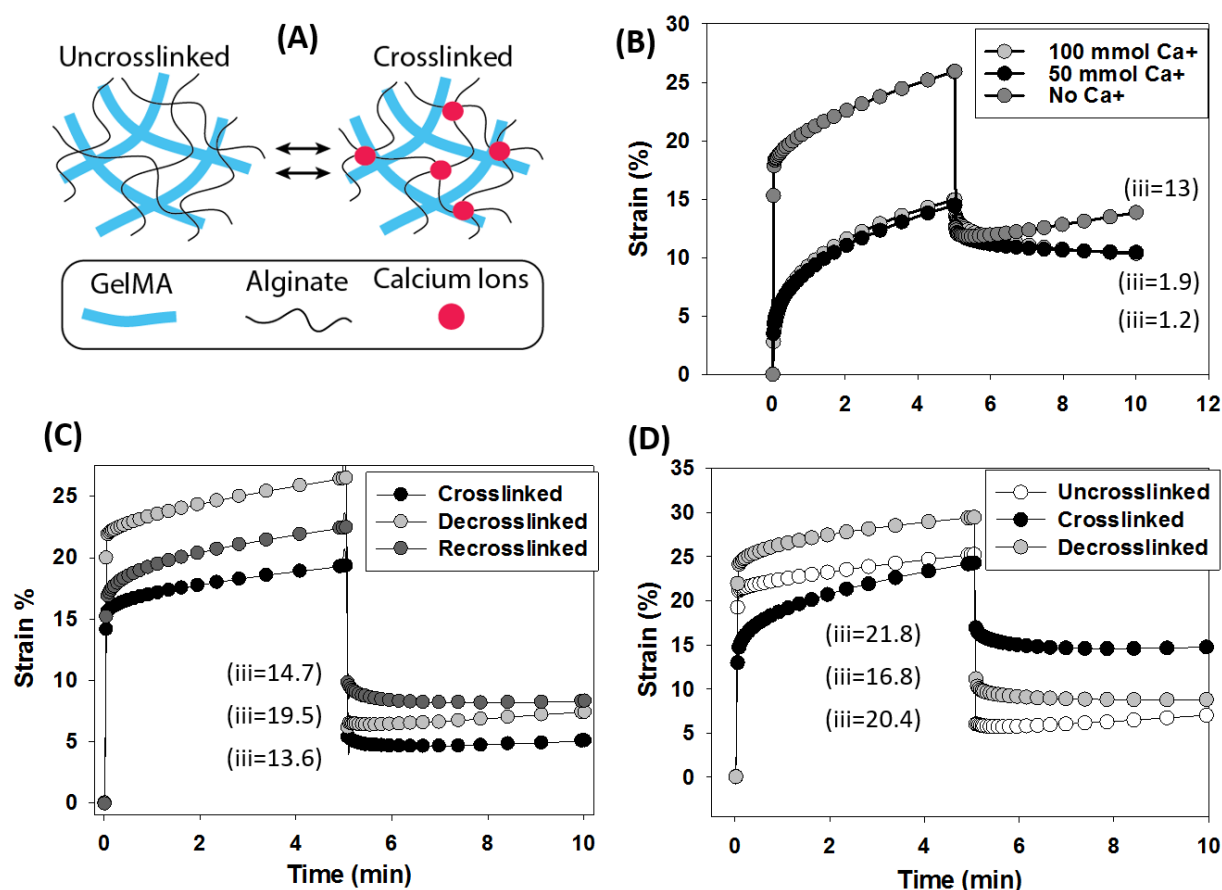 (A)
Uncrosslinked
Crosslinked
GelMA
Alginate
Calcium Ions
(B)
30
25
20
15
10
5
0
Strain (%)
100 mmol Ca+
50 mmol Ca+
No Ca+
(iii=13)
(iii=1.9)
(iii=1.2)
0 2 4 6 8 10 12
(C)
25
20
15
10
5
0
Strain %
Crosslinked
Decrosslinked
Recrosslinked
(iii=14.7)
(iii=19.5)
(iii=13.6)
0 2 4 6 8 10
Time (min)
(D)
35
30
25
20
15
10
5
0
Strain (%)
Uncrosslinked
Crosslinked
Decrosslinked
(iii=21.8)
(iii=16.8)
(iii=20.4)
0 2 4 6 8 10
Time (min)